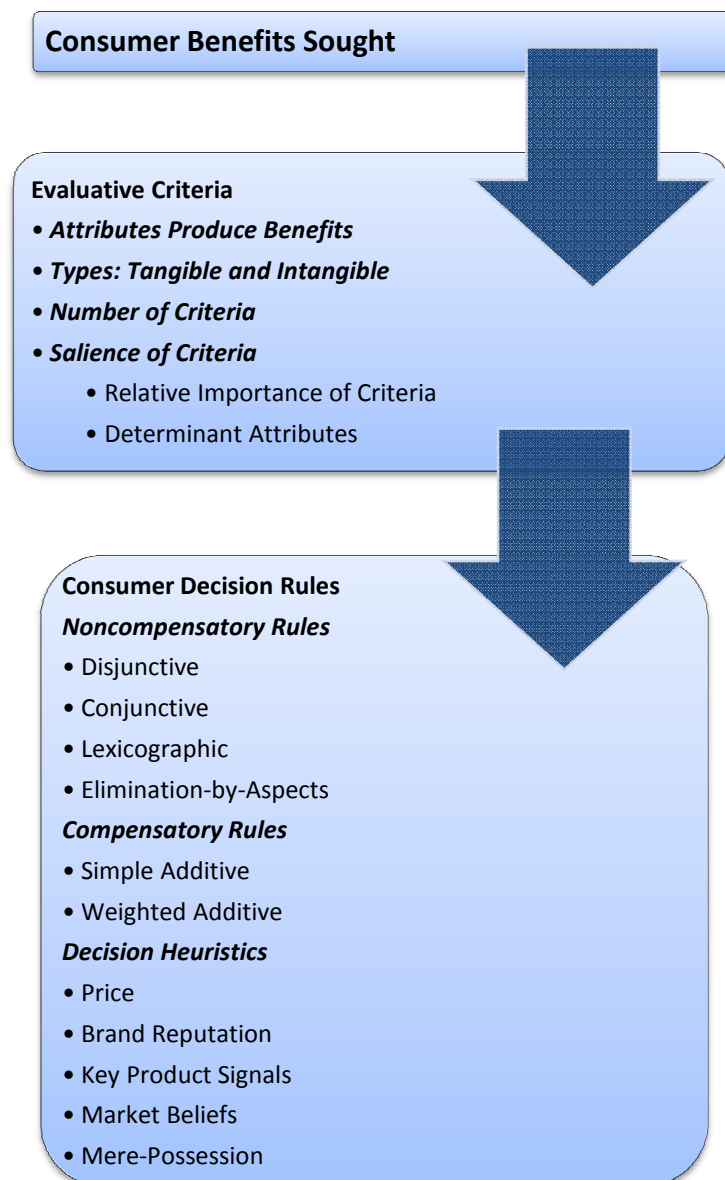 Consumer Benefits Sought
Evaluative Criteria
• Attributes Produce Benefits
• Types: Tangible and Intangible
• Number of Criteria
• Salience of Criteria
• Relative Importance of Criteria
• Determinant Attributes
Consumer Decision Rules
Noncompensatory Rules
• Disjunctive
• Conjunctive
• Lexicographic
• Elimination-by-Aspects
Compensatory Rules
• Simple Additive
• Weighted Additive
Decision Heuristics
• Price
• Brand Reputation
• Key Product Signals
• Market Beliefs
• Mere-Possession